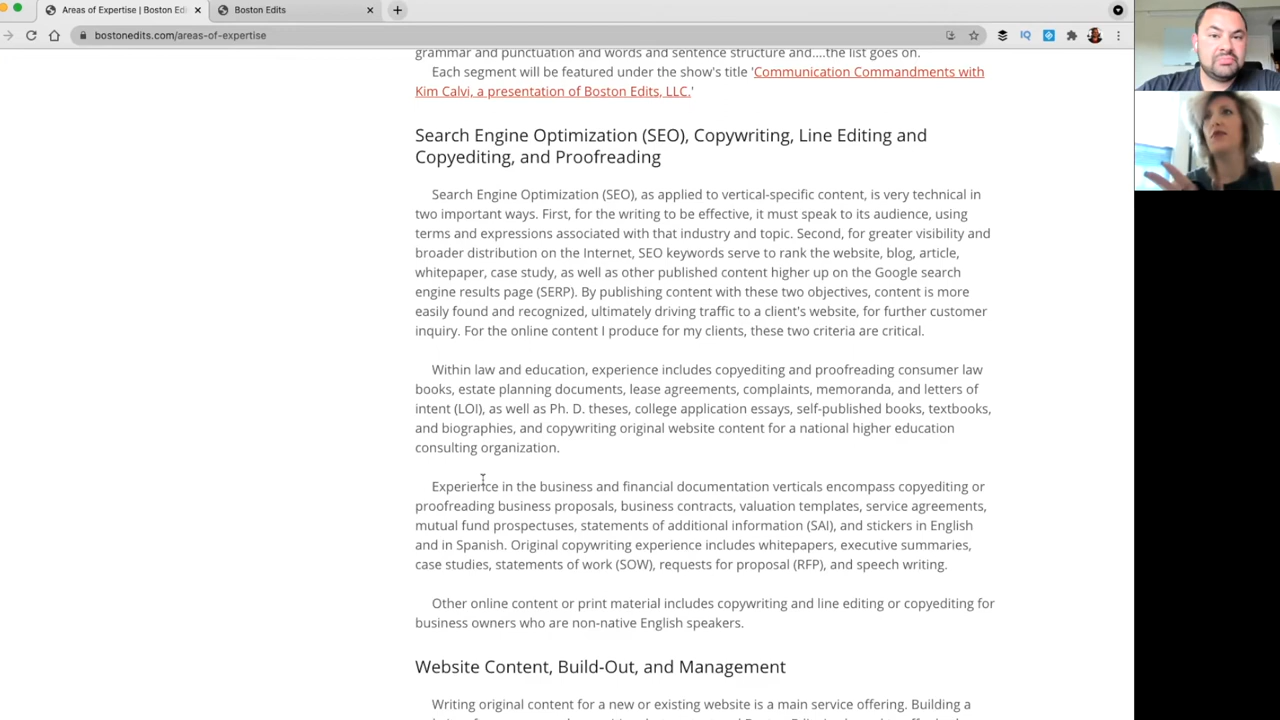 Areas of Expertise | Boston Edi
Boston Edits
bostonedits.com/areas-of-expertise
grammar and punctuation and words and sentence structure and....the list goes on.
Each segment will be featured under the show's title 'Communication Commandments with
Kim Calvi, a presentation of Boston Edits, LLC.'
Search Engine Optimization (SEO), Copywriting, Line Editing and
Copyediting, and Proofreading
Search Engine Optimization (SEO), as applied to vertical-specific content, is very technical in
two important ways. First, for the writing to be effective, it must speak to its audience, using
terms and expressions associated with that industry and topic. Second, for greater visibility and
broader distribution on the Internet, SEO keywords serve to rank the website, blog, article,
whitepaper, case study, as well as other published content higher up on the Google search
engine results page (SERP). By publishing content with these two objectives, content is more
easily found and recognized, ultimately driving traffic to a client's website, for further customer
inquiry. For the online content I produce for my clients, these two criteria are critical.
Within law and education, experience includes copyediting and proofreading consumer law
books, estate planning documents, lease agreements, complaints, memoranda, and letters of
intent (LOI), as well as Ph. D. theses, college application essays, self-published books, textbooks,
and biographies, and copywriting original website content for a national higher education
consulting organization.
Experience in the business and financial documentation verticals encompass copyediting or
proofreading business proposals, business contracts, valuation templates, service agreements,
mutual fund prospectuses, statements of additional information (SAI), and stickers in English
and in Spanish. Original copywriting experience includes whitepapers, executive summaries,
case studies, statements of work (SOW), requests for proposal (RFP), and speech writing.
Other online content or print material includes copywriting and line editing or copyediting for
business owners who are non-native English speakers.
Website Content, Build-Out, and Management
Writing original content for a new or existing website is a main service offering. Building a